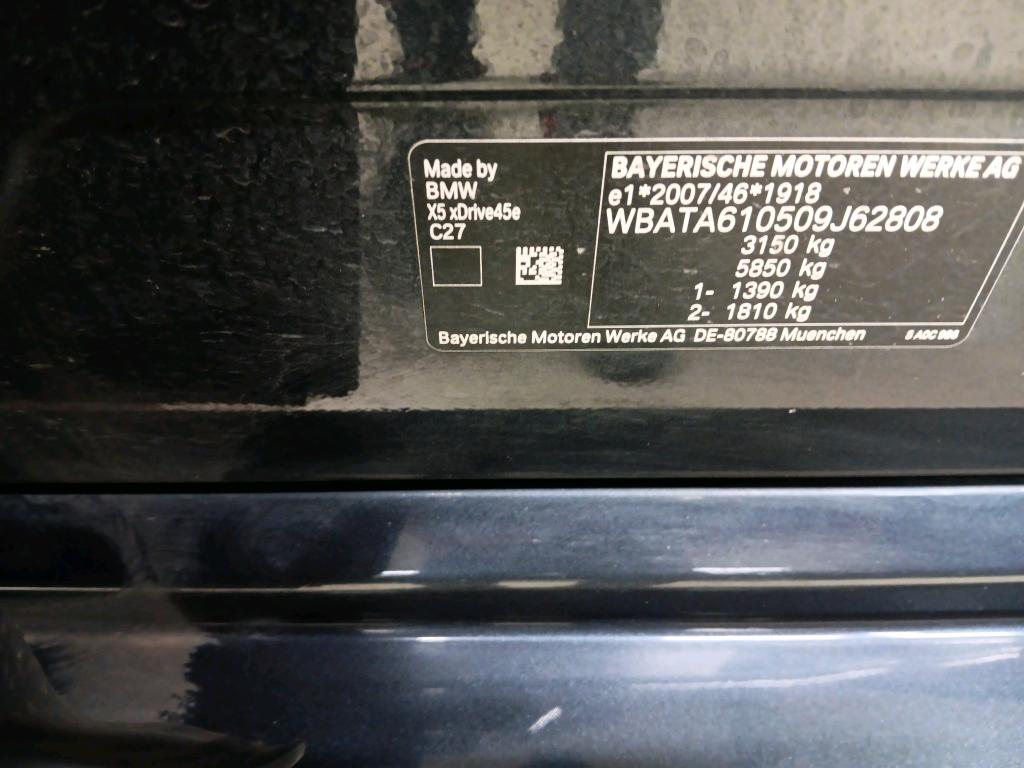 Made by
BMW
X5 xDrive45e
C27
BAYERISCHE MOTOREN WERKE AG
e1*2007/46*1918
WBATA610509J62808
3150 kg
5850 kg
1- 1390 kg
2- 1810 kg
Bayerische Motoren Werke AG DE-80788 Muenchen